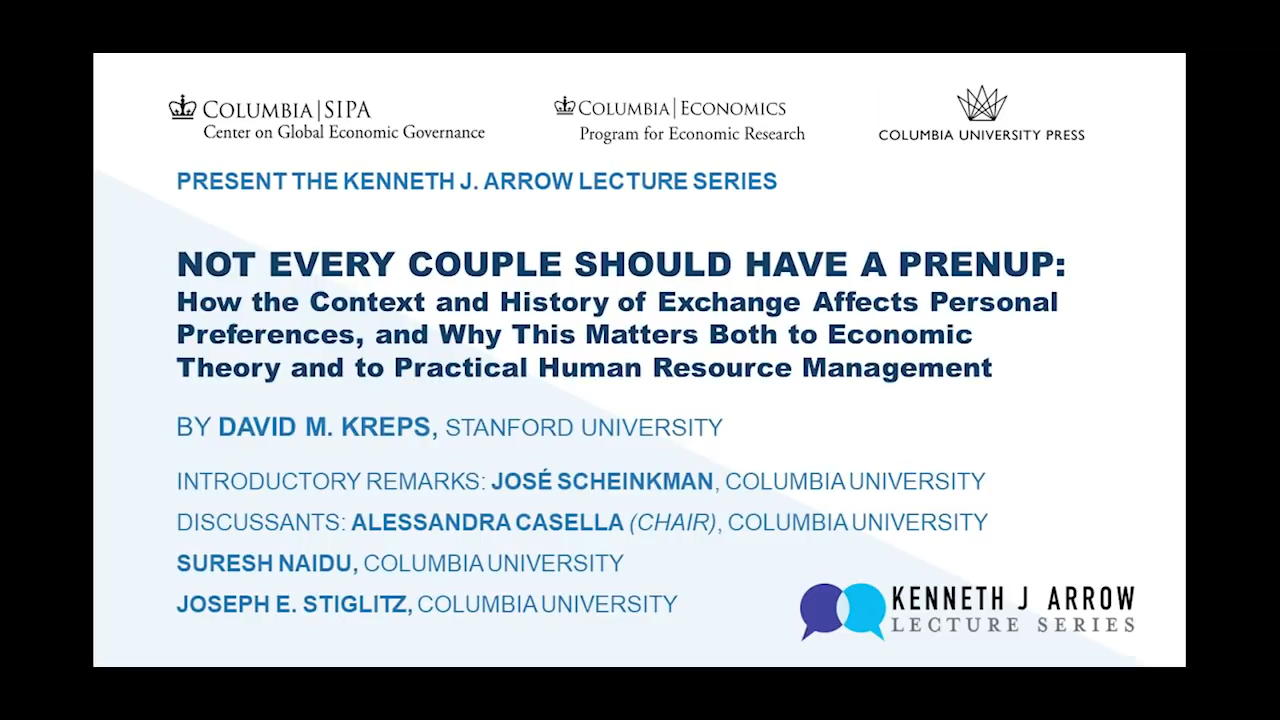 COLUMBIA | SIPA
Center on Global Economic Governance
COLUMBIA | ECONOMICS
Program for Economic Research
COLUMBIA UNIVERSITY PRESS
PRESENT THE KENNETH J. ARROW LECTURE SERIES
NOT EVERY COUPLE SHOULD HAVE A PRENUP:
How the Context and History of Exchange Affects Personal
Preferences, and Why This Matters Both to Economic
Theory and to Practical Human Resource Management
BY DAVID M. KREPS, STANFORD UNIVERSITY
INTRODUCTORY REMARKS: JOSÉ SCHEINKMAN, COLUMBIA UNIVERSITY
DISCUSSANTS: ALESSANDRA CASELLA (CHAIR), COLUMBIA UNIVERSITY
SURESH NAIDU, COLUMBIA UNIVERSITY
JOSEPH E. STIGLITZ, COLUMBIA UNIVERSITY
KENNETH J ARROW
LECTURE SERIES